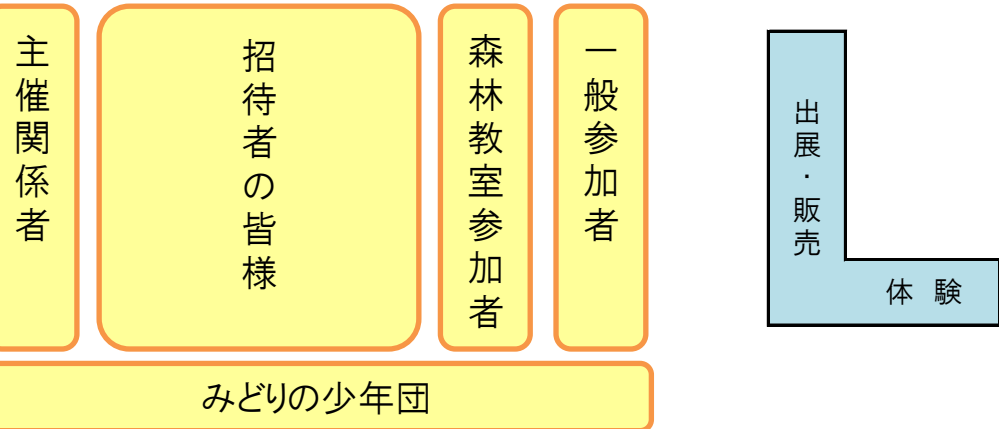 主催関係者
招待者の皆様
森林教室参加者
一般参加者
出展・販売
体 験
みどりの少年団